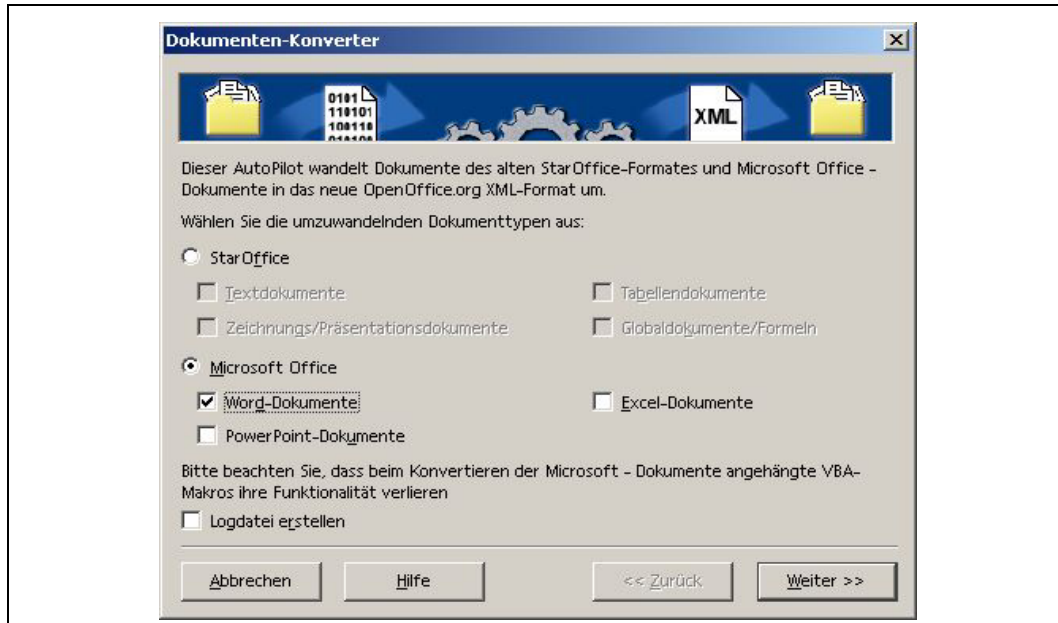 Dokumenten-Konverter
0101
110101
100110
010100
XML
Dieser AutoPilot wandelt Dokumente des alten StarOffice-Formates und Microsoft Office -
Dokumente in das neue OpenOffice.org XML-Format um.
Wählen Sie die umzuwandelnden Dokumenttypen aus:
StarOffice
Textdokumente
Tabellendokumente
Zeichnungs/Präsentationsdokumente
Globaldokumente/Formeln
Microsoft Office
Word-Dokumente
Excel-Dokumente
PowerPoint-Dokumente
Bitte beachten Sie, dass beim Konvertieren der Microsoft - Dokumente angehängte VBA-
Makros ihre Funktionalität verlieren
Logdatei erstellen
Abbrechen
Hilfe
<< Zurück
Weiter >>